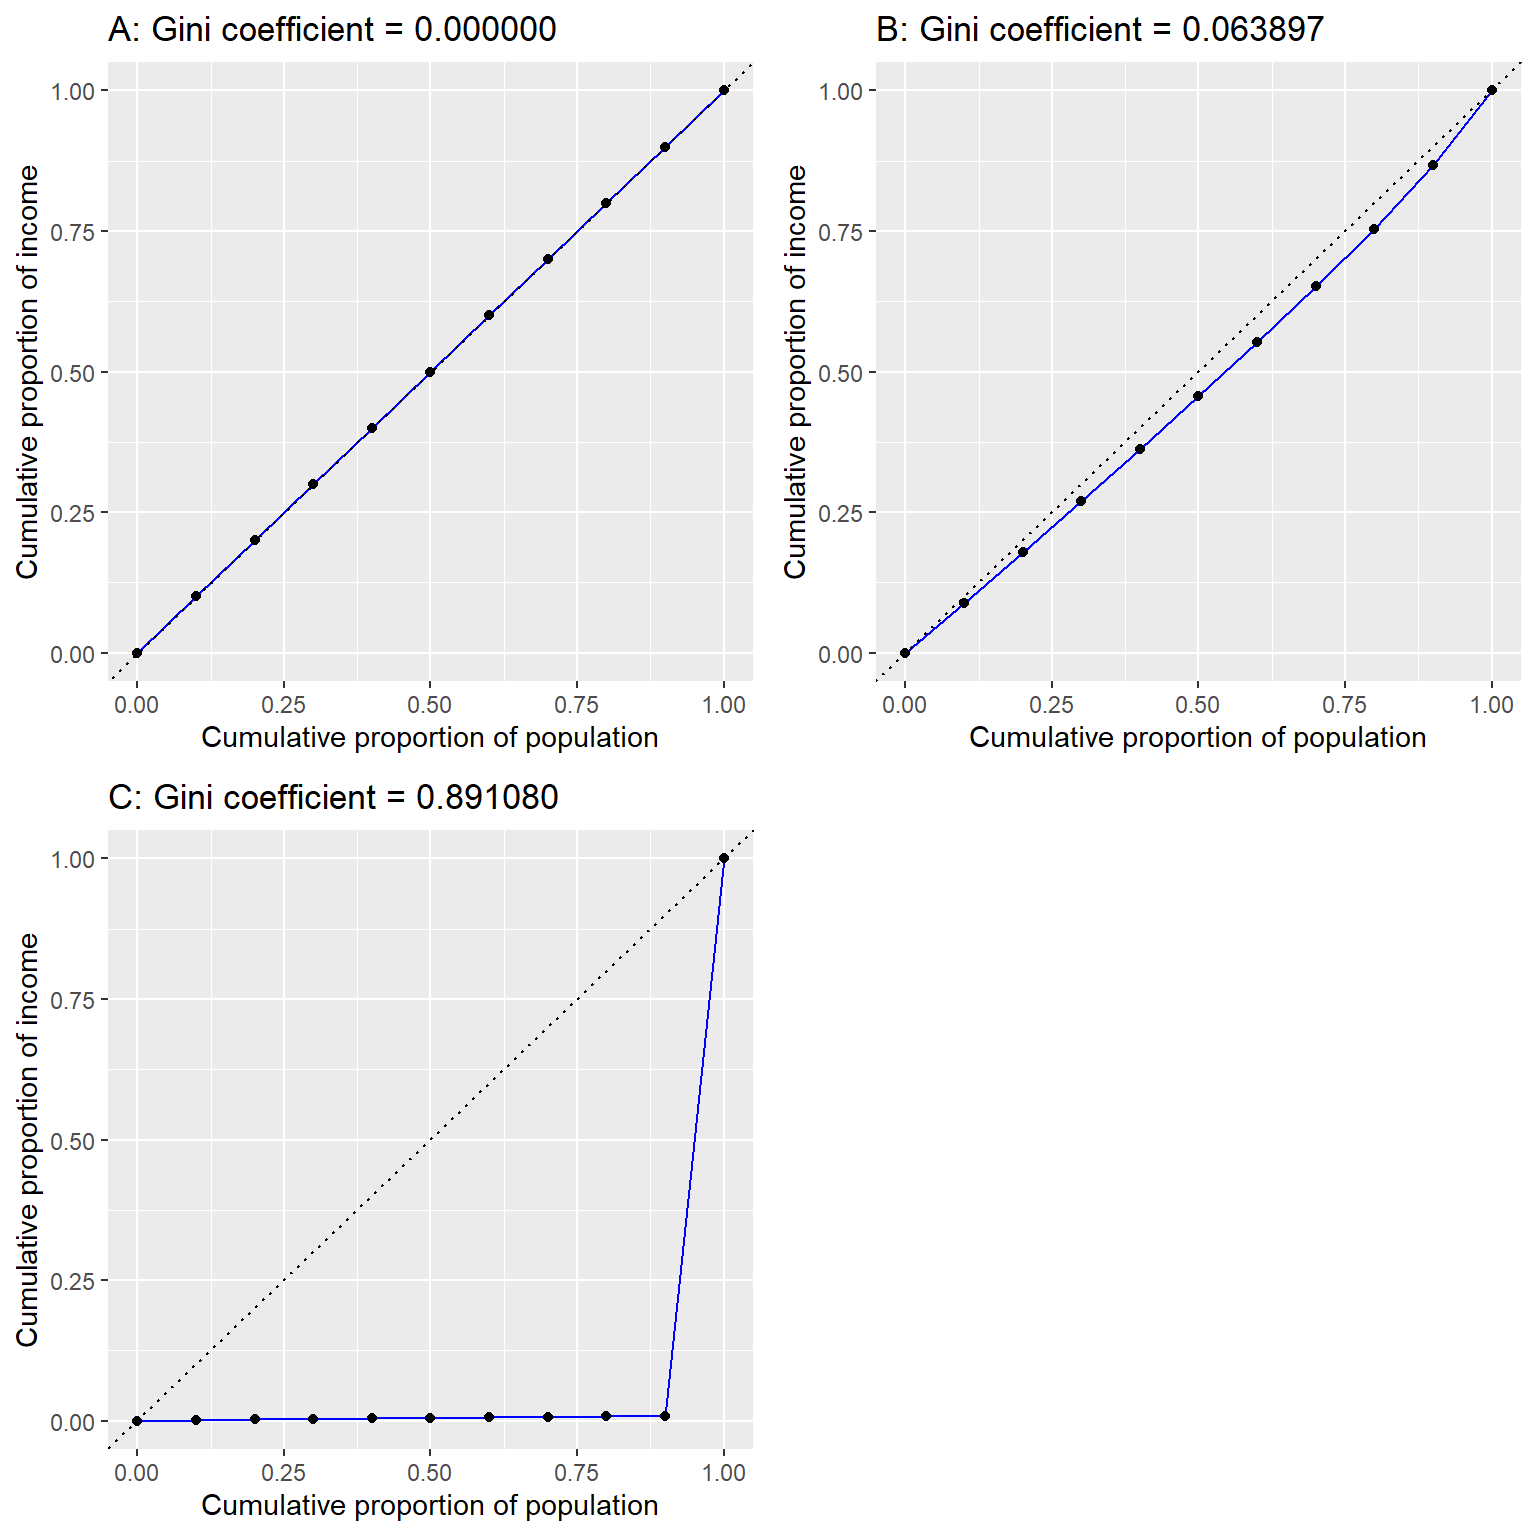 A: Gini coefficient = 0.000000
Cumulative proportion of income
1.00
0.75
0.50
0.25
0.00
0.00 0.25 0.50 0.75 1.00
Cumulative proportion of population
B: Gini coefficient = 0.063897
Cumulative proportion of income
1.00
0.75
0.50
0.25
0.00
0.00 0.25 0.50 0.75 1.00
Cumulative proportion of population
C: Gini coefficient = 0.891080
Cumulative proportion of income
1.00
0.75
0.50
0.25
0.00
0.00 0.25 0.50 0.75 1.00
Cumulative proportion of population